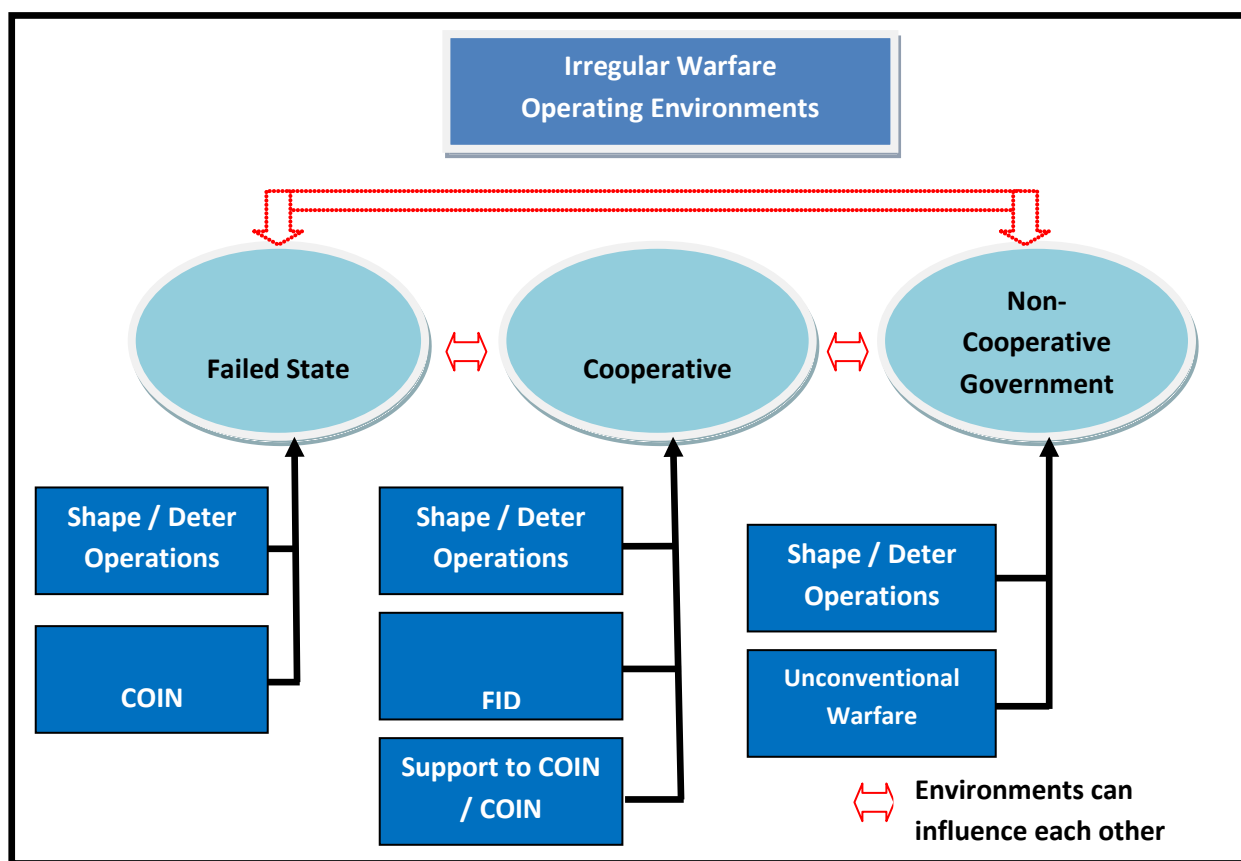 Irregular Warfare
Operating Environments
Failed State
Cooperative
Non-
Cooperative
Government
Shape / Deter
Operations
COIN
Shape / Deter
Operations
FID
Support to COIN
/ COIN
Shape / Deter
Operations
Unconventional
Warfare
Environments can
influence each other